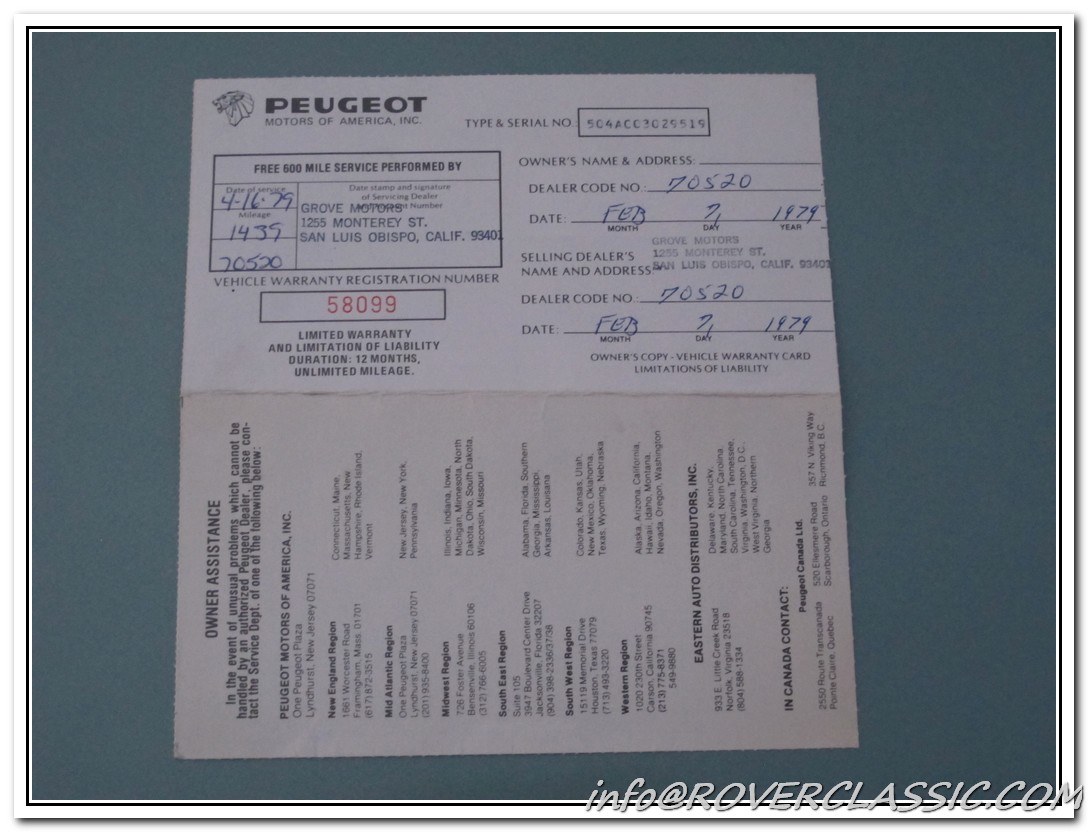 PEUGEOT
MOTORS OF AMERICA, INC.
TYPE & SERIAL NO. 504AC03029519
FREE 600 MILE SERVICE PERFORMED BY
Date of service
4-16-79
Mileage
1439
70520
Date stamp and signature
of Servicing Dealer
Number
GROVE MOTORS
1255 MONTEREY ST.
SAN LUIS OBISPO, CALIF. 93401
VEHICLE WARRANTY REGISTRATION NUMBER
58099
LIMITED WARRANTY
AND LIMITATION OF LIABILITY
DURATION: 12 MONTHS,
UNLIMITED MILEAGE.
OWNER'S NAME & ADDRESS:
DEALER CODE NO.: 70520
DATE: FEB 7, 1979
MONTH DAY YEAR
GROVE MOTORS
SELLING DEALER'S 1255 MONTEREY ST.
NAME AND ADDRESS: SAN LUIS OBISPO, CALIF. 93401
DEALER CODE NO.: 70520
DATE: FEB 7, 1979
MONTH DAY YEAR
OWNER'S COPY - VEHICLE WARRANTY CARD
LIMITATIONS OF LIABILITY
OWNER ASSISTANCE
In the event of unusual problems which cannot be
handled by an authorized Peugeot Dealer, please con-
tact the Service Dept. of one of the following below:
PEUGEOT MOTORS OF AMERICA, INC.
One Peugeot Plaza
Lyndhurst, New Jersey 07071
New England Region
1661 Worcester Road
Framingham, Mass. 01701
(617) 872-3515
Connecticut, Maine,
Massachusetts, New
Hampshire, Rhode Island,
Vermont
Mid Atlantic Region
One Peugeot Plaza
Lyndhurst, New Jersey 07071
(201) 935-8400
New Jersey, New York,
Pennsylvania
Midwest Region
726 Foster Avenue
Bensenville, Illinois 60106
(312) 766-6005
Illinois, Indiana, Iowa,
Michigan, Minnesota, North
Dakota, Ohio, South Dakota,
Wisconsin, Missouri
South East Region
Suite 105
3947 Boulevard Center Drive
Jacksonville, Florida 32207
(904) 398-2336/37/38
Alabama, Florida, Southern
Georgia, Mississippi,
Arkansas, Louisiana
South West Region
15119 Memorial Drive
Houston, Texas 77079
(713) 493-3220
Colorado, Kansas, Utah,
New Mexico, Oklahoma,
Texas, Wyoming, Nebraska
Western Region
1020 230th Street
Carson, California 90745
(213) 775-8371
549-9880
Alaska, Arizona, California,
Hawaii, Idaho, Montana,
Nevada, Oregon, Washington
EASTERN AUTO DISTRIBUTORS, INC.
933 E. Little Creek Road
Norfolk, Virginia 23518
(804) 588-1334
Delaware, Kentucky,
Maryland, North Carolina,
South Carolina, Tennessee,
Virginia, Washington, D.C.,
West Virginia, Northern
Georgia
IN CANADA CONTACT:
Peugeot Canada Ltd.
2550 Route Transcanada
Pointe Claire, Quebec
520 Ellesmere Road
Scarborough, Ontario
357 N. Viking Way
Richmond, B.C.
info@ROVERCLASSIC.COM